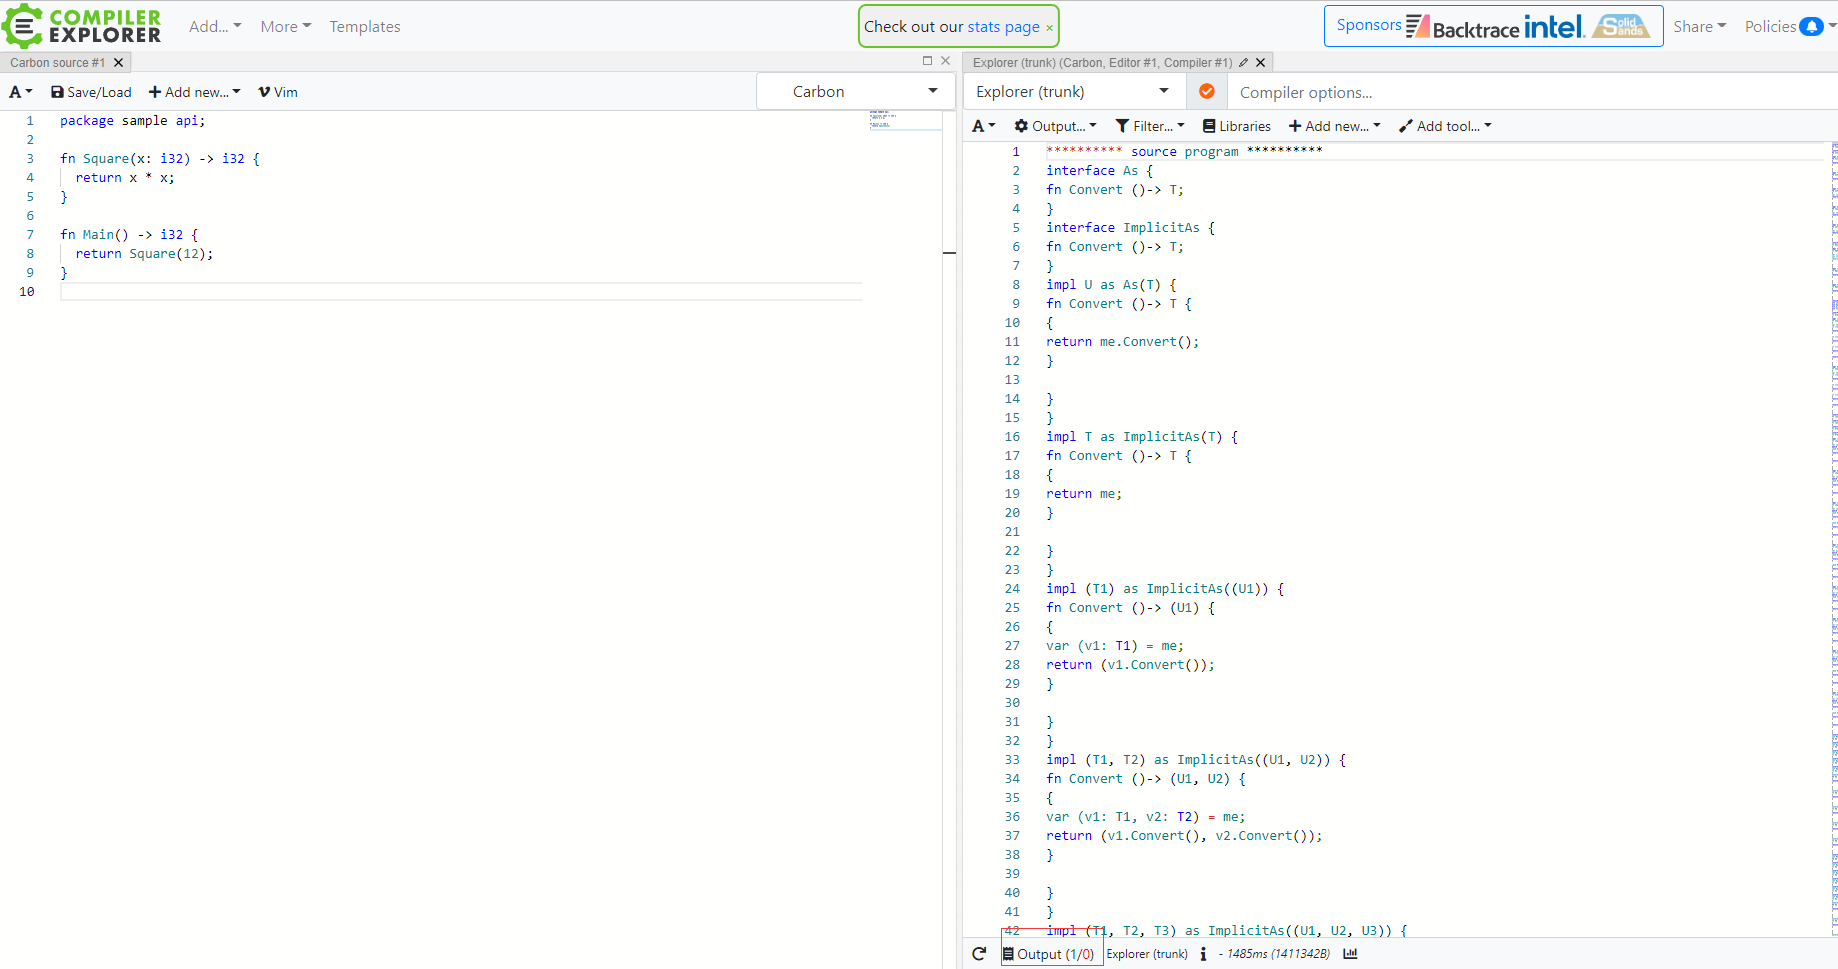 COMPILER EXPLORER Add... More Templates Check out our stats page × Sponsors Backtrace intel. Solid Sands Share Policies
Carbon source #1
A Save/Load + Add new... Vim Carbon
1 package sample api;
2
3 fn Square(x: i32) -> i32 {
4 return x * x;
5 }
6
7 fn Main() -> i32 {
8 return Square(12);
9 }
10
Explorer (trunk) (Carbon, Editor #1, Compiler #1)
Explorer (trunk) Compiler options...
A Output... Filter... Libraries + Add new... Add tool...
1 ********** source program **********
2 interface As {
3 fn Convert ()-> T;
4 }
5 interface ImplicitAs {
6 fn Convert ()-> T;
7 }
8 impl U as As(T) {
9 fn Convert ()-> T {
10 {
11 return me.Convert();
12 }
13
14 }
15 }
16 impl T as ImplicitAs(T) {
17 fn Convert ()-> T {
18 {
19 return me;
20 }
21
22 }
23 }
24 impl (T1) as ImplicitAs((U1)) {
25 fn Convert ()-> (U1) {
26 {
27 var (v1: T1) = me;
28 return (v1.Convert());
29 }
30
31 }
32 }
33 impl (T1, T2) as ImplicitAs((U1, U2)) {
34 fn Convert ()-> (U1, U2) {
35 {
36 var (v1: T1, v2: T2) = me;
37 return (v1.Convert(), v2.Convert());
38 }
39
40 }
41 }
42 impl (T1, T2, T3) as ImplicitAs((U1, U2, U3)) {
Output (1/0) Explorer (trunk) i - 1485ms (1411342B)